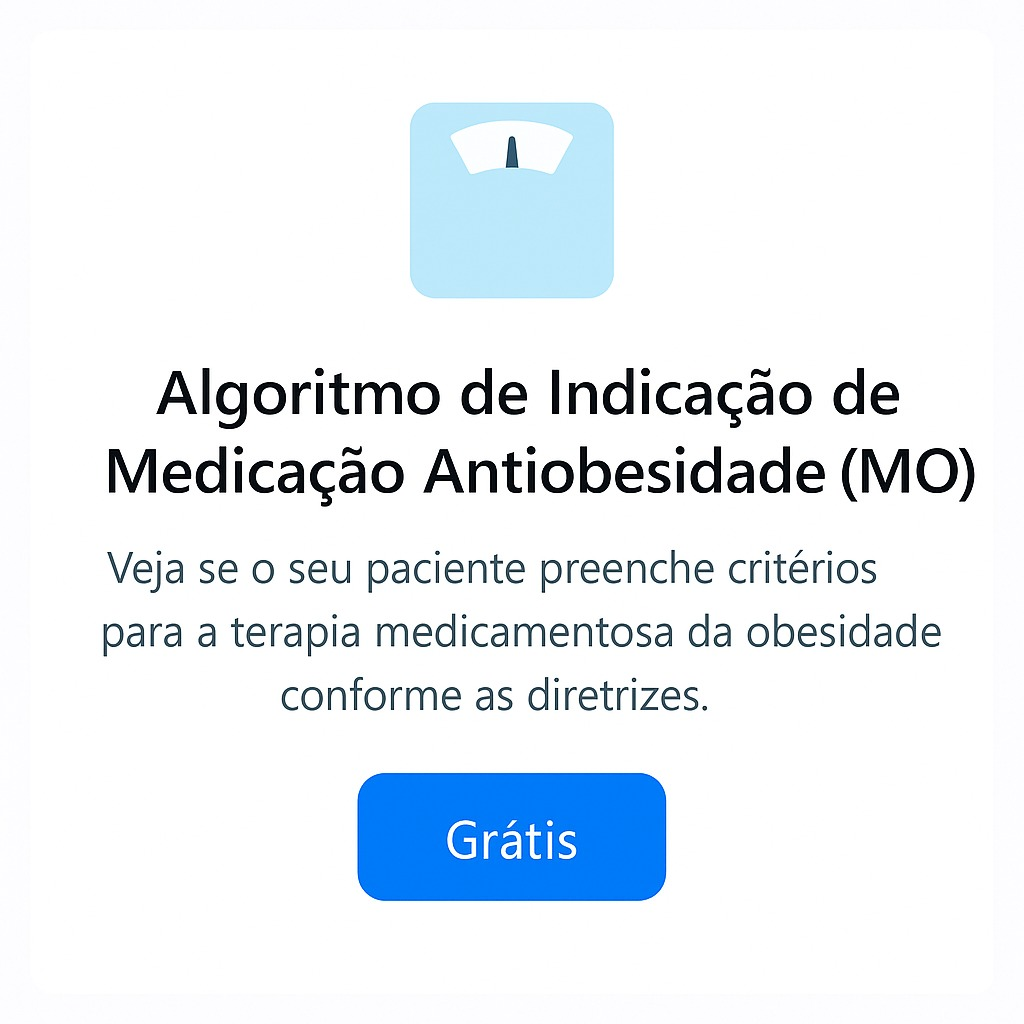 Algoritmo de Indicação de
Medicação Antiobesidade (MO)
Veja se o seu paciente preenche critérios
para a terapia medicamentosa da obesidade
conforme as diretrizes.
Grátis